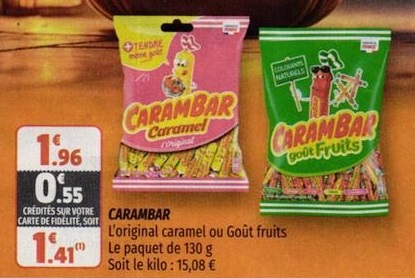 +TENDRE
même goût
CARAMBAR
Caramel
l'original
COLORANTS
NATURELS
CARAMBAR
goût Fruits
1€.96
0€.55
CRÉDITÉS SUR VOTRE
CARTE DE FIDÉLITÉ, SOIT
1€.41(1)
CARAMBAR
L'original caramel ou Goût fruits
Le paquet de 130 g
Soit le kilo : 15,08 €